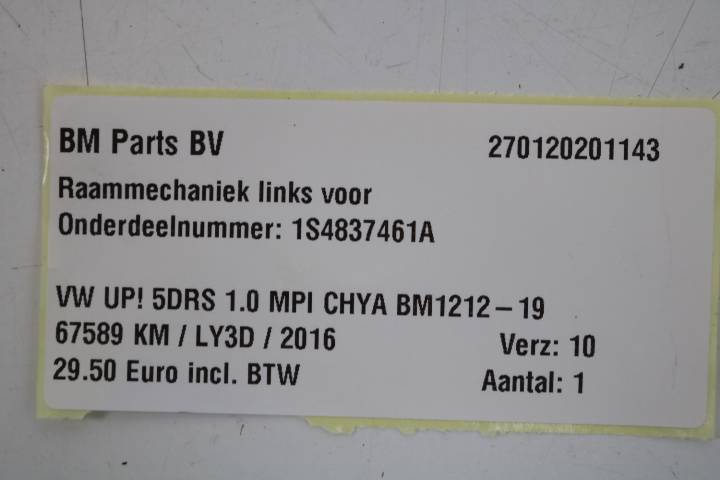 BM Parts BV 270120201143
Raammechaniek links voor
Onderdeelnummer: 1S4837461A
VW UP! 5DRS 1.0 MPI CHYA BM1212-19
67589 KM / LY3D / 2016 Verz: 10
29.50 Euro incl. BTW Aantal: 1